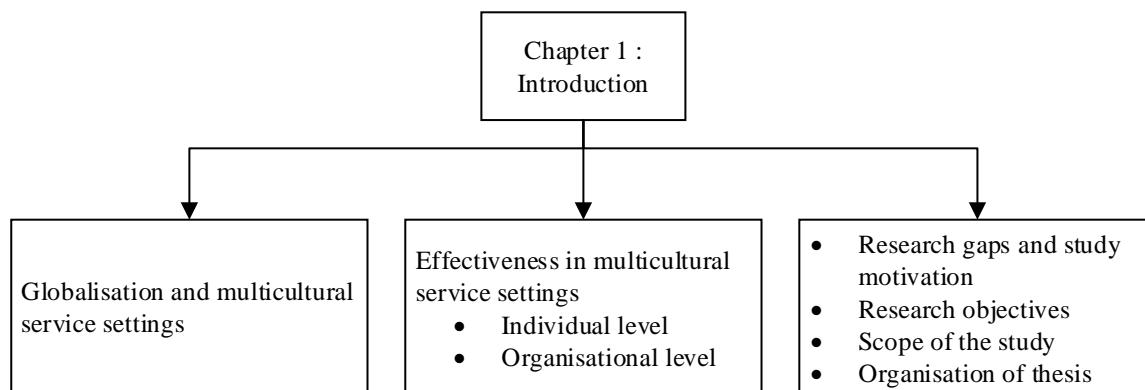 Chapter 1 :
Introduction
Globalisation and multicultural
service settings
Effectiveness in multicultural
service settings
• Individual level
• Organisational level
• Research gaps and study
motivation
• Research objectives
• Scope of the study
• Organisation of thesis